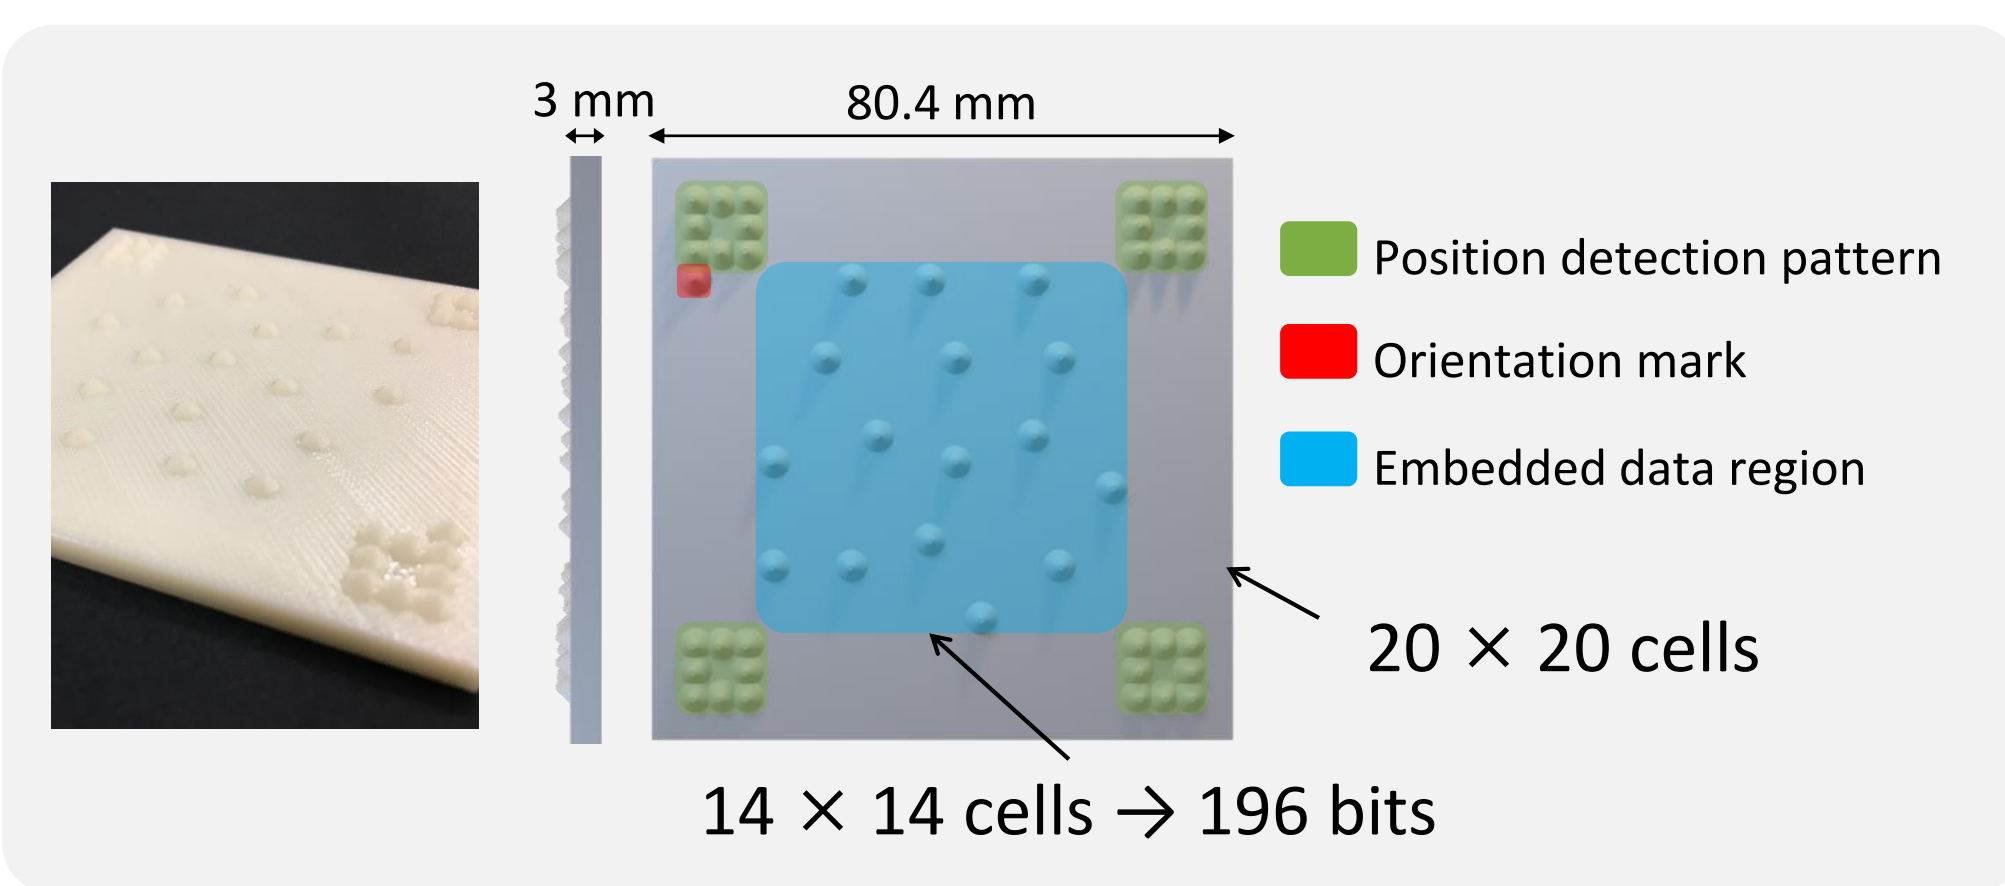 3 mm
80.4 mm
Position detection pattern
Orientation mark
Embedded data region
20 × 20 cells
14 × 14 cells → 196 bits